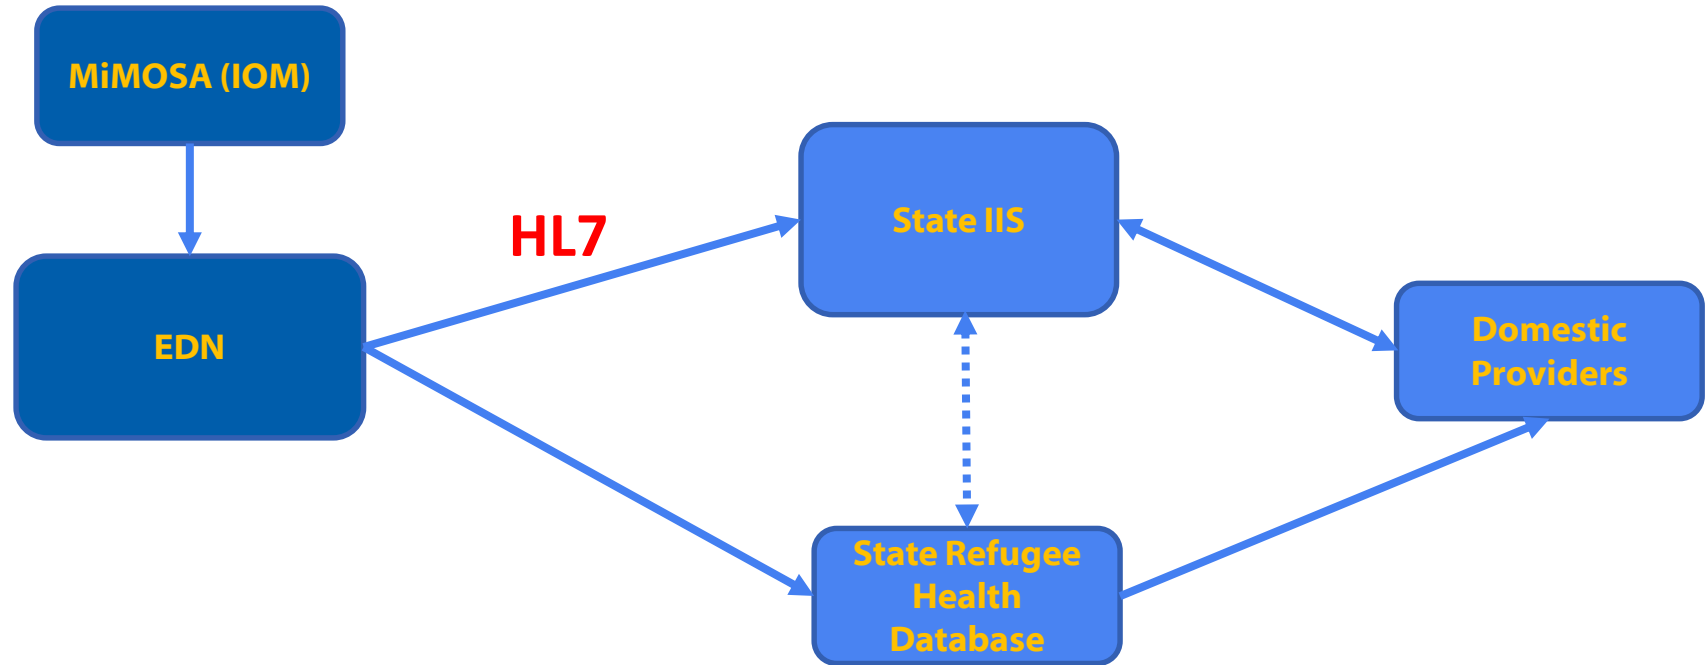 MiMOSA (IOM)
HL7
State IIS
EDN
Domestic
Providers
State Refugee
Health
Database